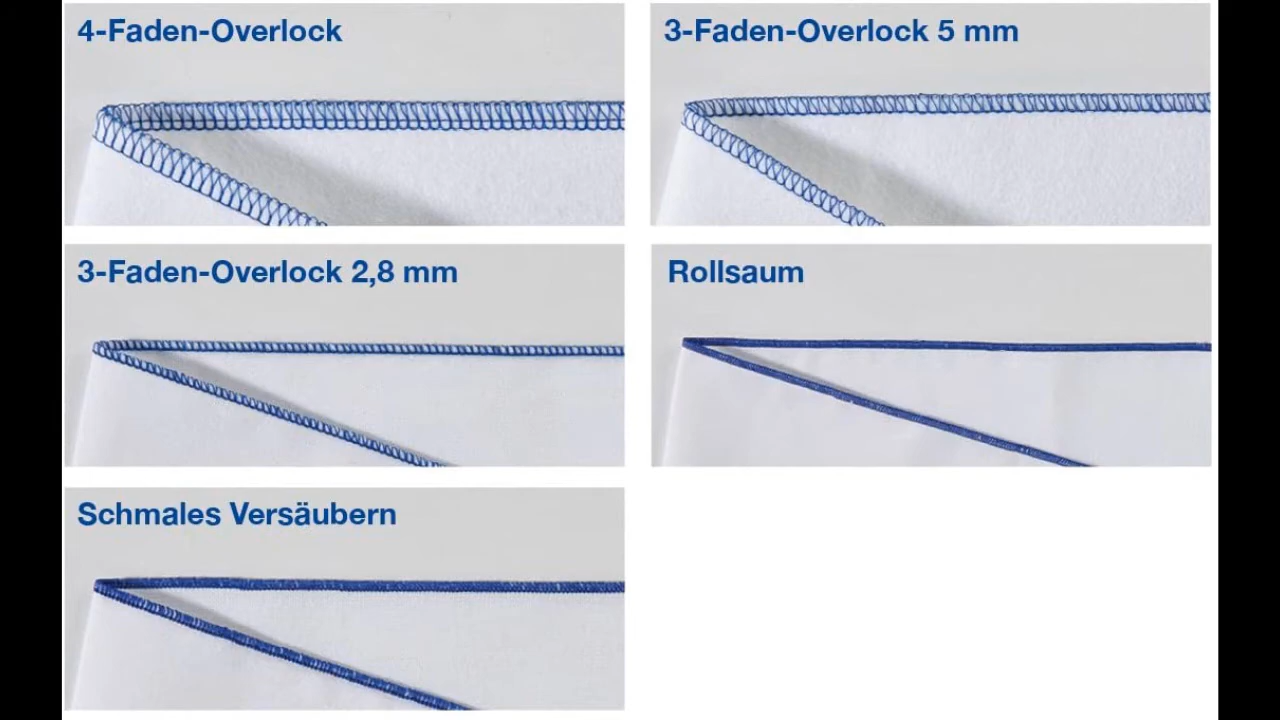 4-Faden-Overlock
3-Faden-Overlock 5 mm
3-Faden-Overlock 2,8 mm
Rollsaum
Schmales Versäubern